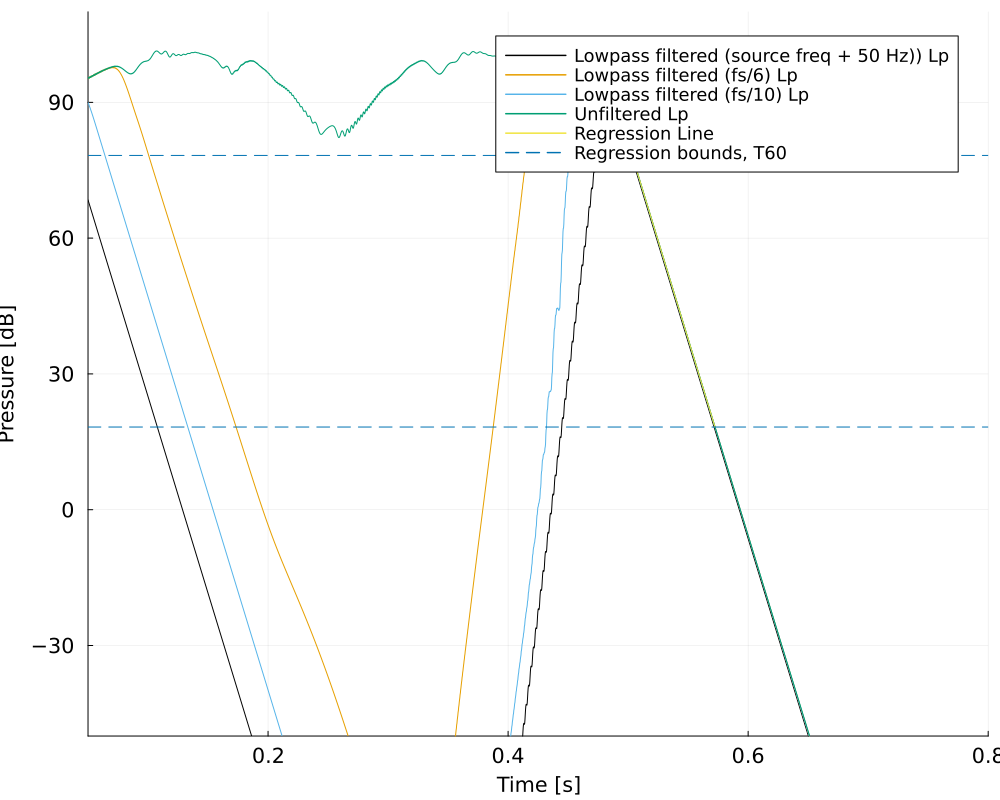 Lowpass filtered (source freq + 50 Hz)) Lp
Lowpass filtered (fs/6) Lp
Lowpass filtered (fs/10) Lp
Unfiltered Lp
Regression Line
Regression bounds, T60
Pressure [dB]
90
60
30
0
−30
0.2
0.4
0.6
0.8
Time [s]